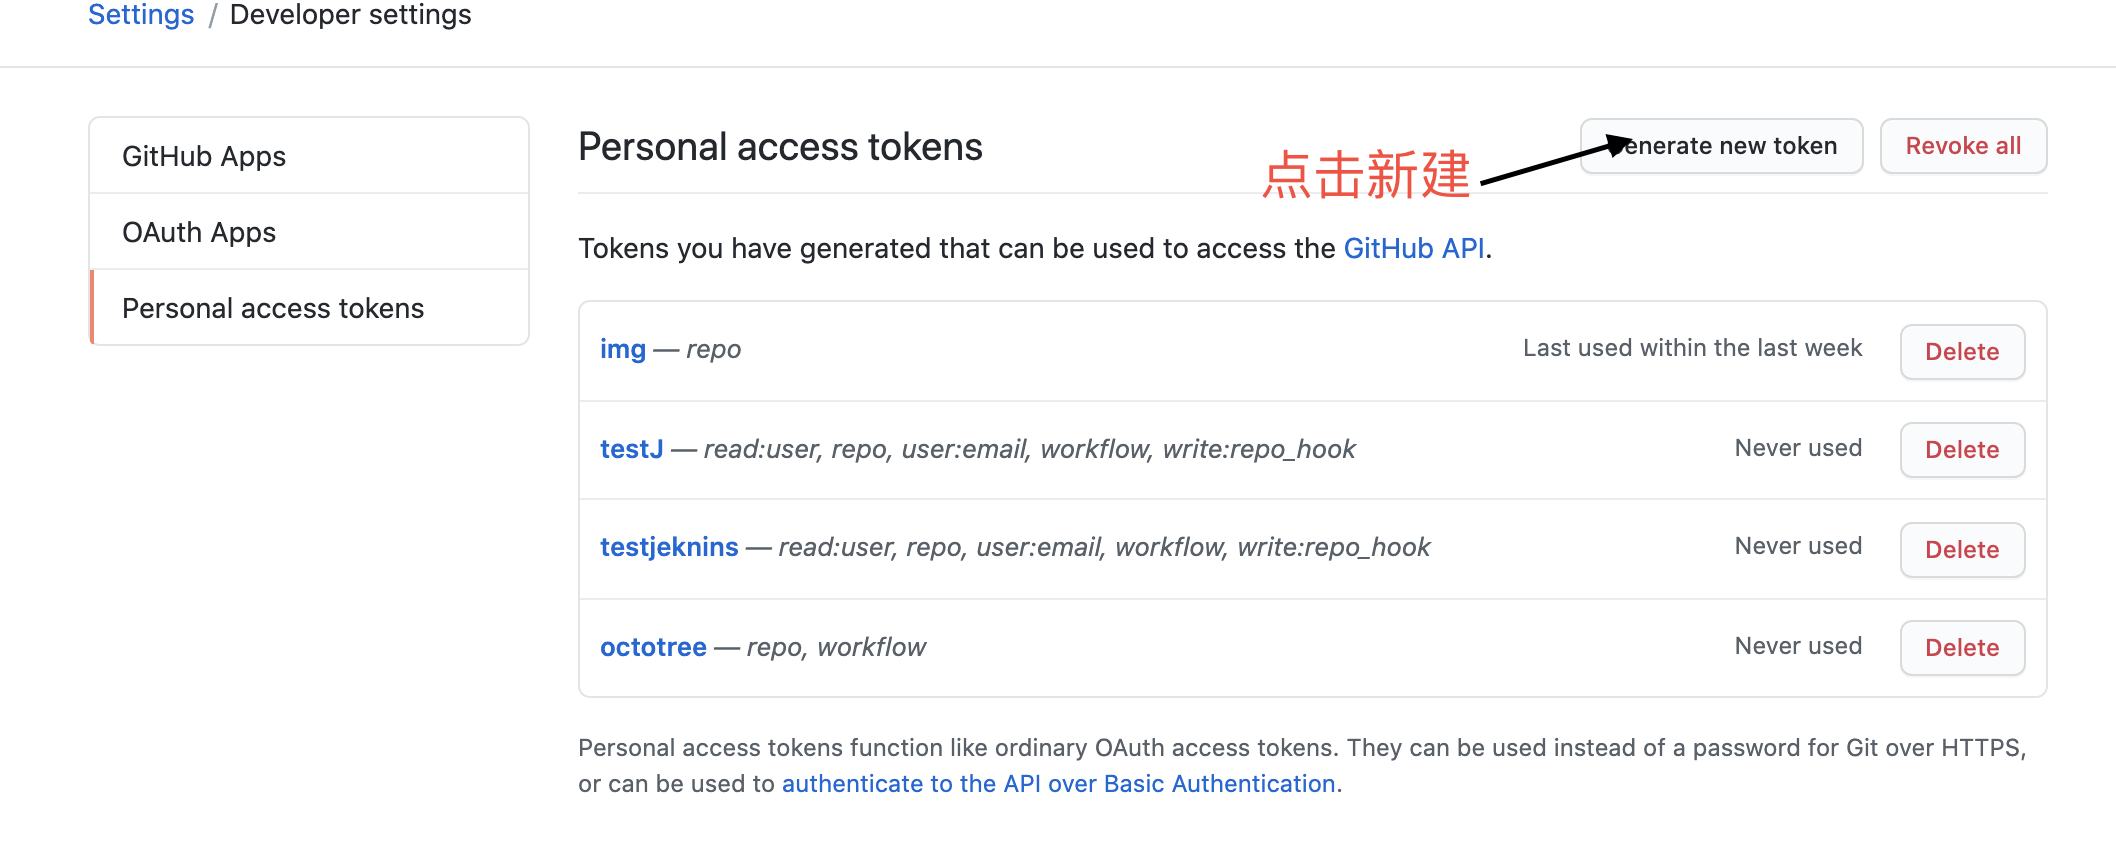 Settings / Developer settings
GitHub Apps
OAuth Apps
Personal access tokens
Personal access tokens
点击新建
enerate new token
Revoke all
Tokens you have generated that can be used to access the GitHub API.
img — repo
Last used within the last week
Delete
testJ — read:user, repo, user:email, workflow, write:repo_hook
Never used
Delete
testjeknins — read:user, repo, user:email, workflow, write:repo_hook
Never used
Delete
octotree — repo, workflow
Never used
Delete
Personal access tokens function like ordinary OAuth access tokens. They can be used instead of a password for Git over HTTPS,
or can be used to authenticate to the API over Basic Authentication.